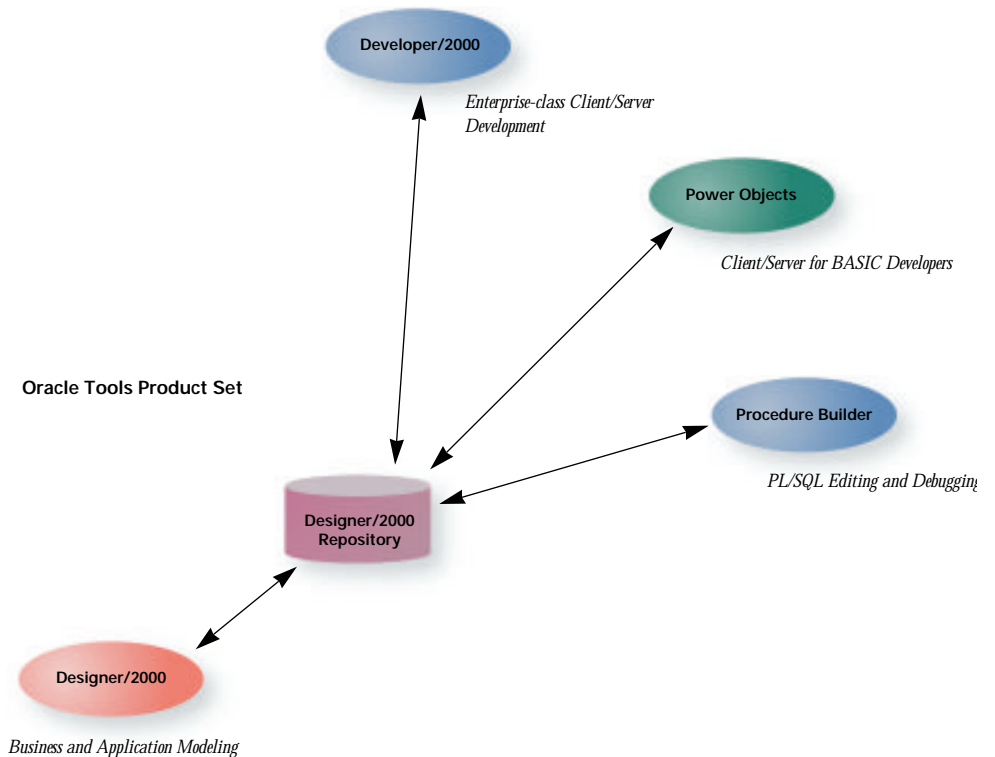 Developer/2000
Enterprise-class Client/Server
Development
Power Objects
Client/Server for BASIC Developers
Oracle Tools Product Set
Procedure Builder
PL/SQL Editing and Debugging
Designer/2000
Repository
Designer/2000
Business and Application Modeling